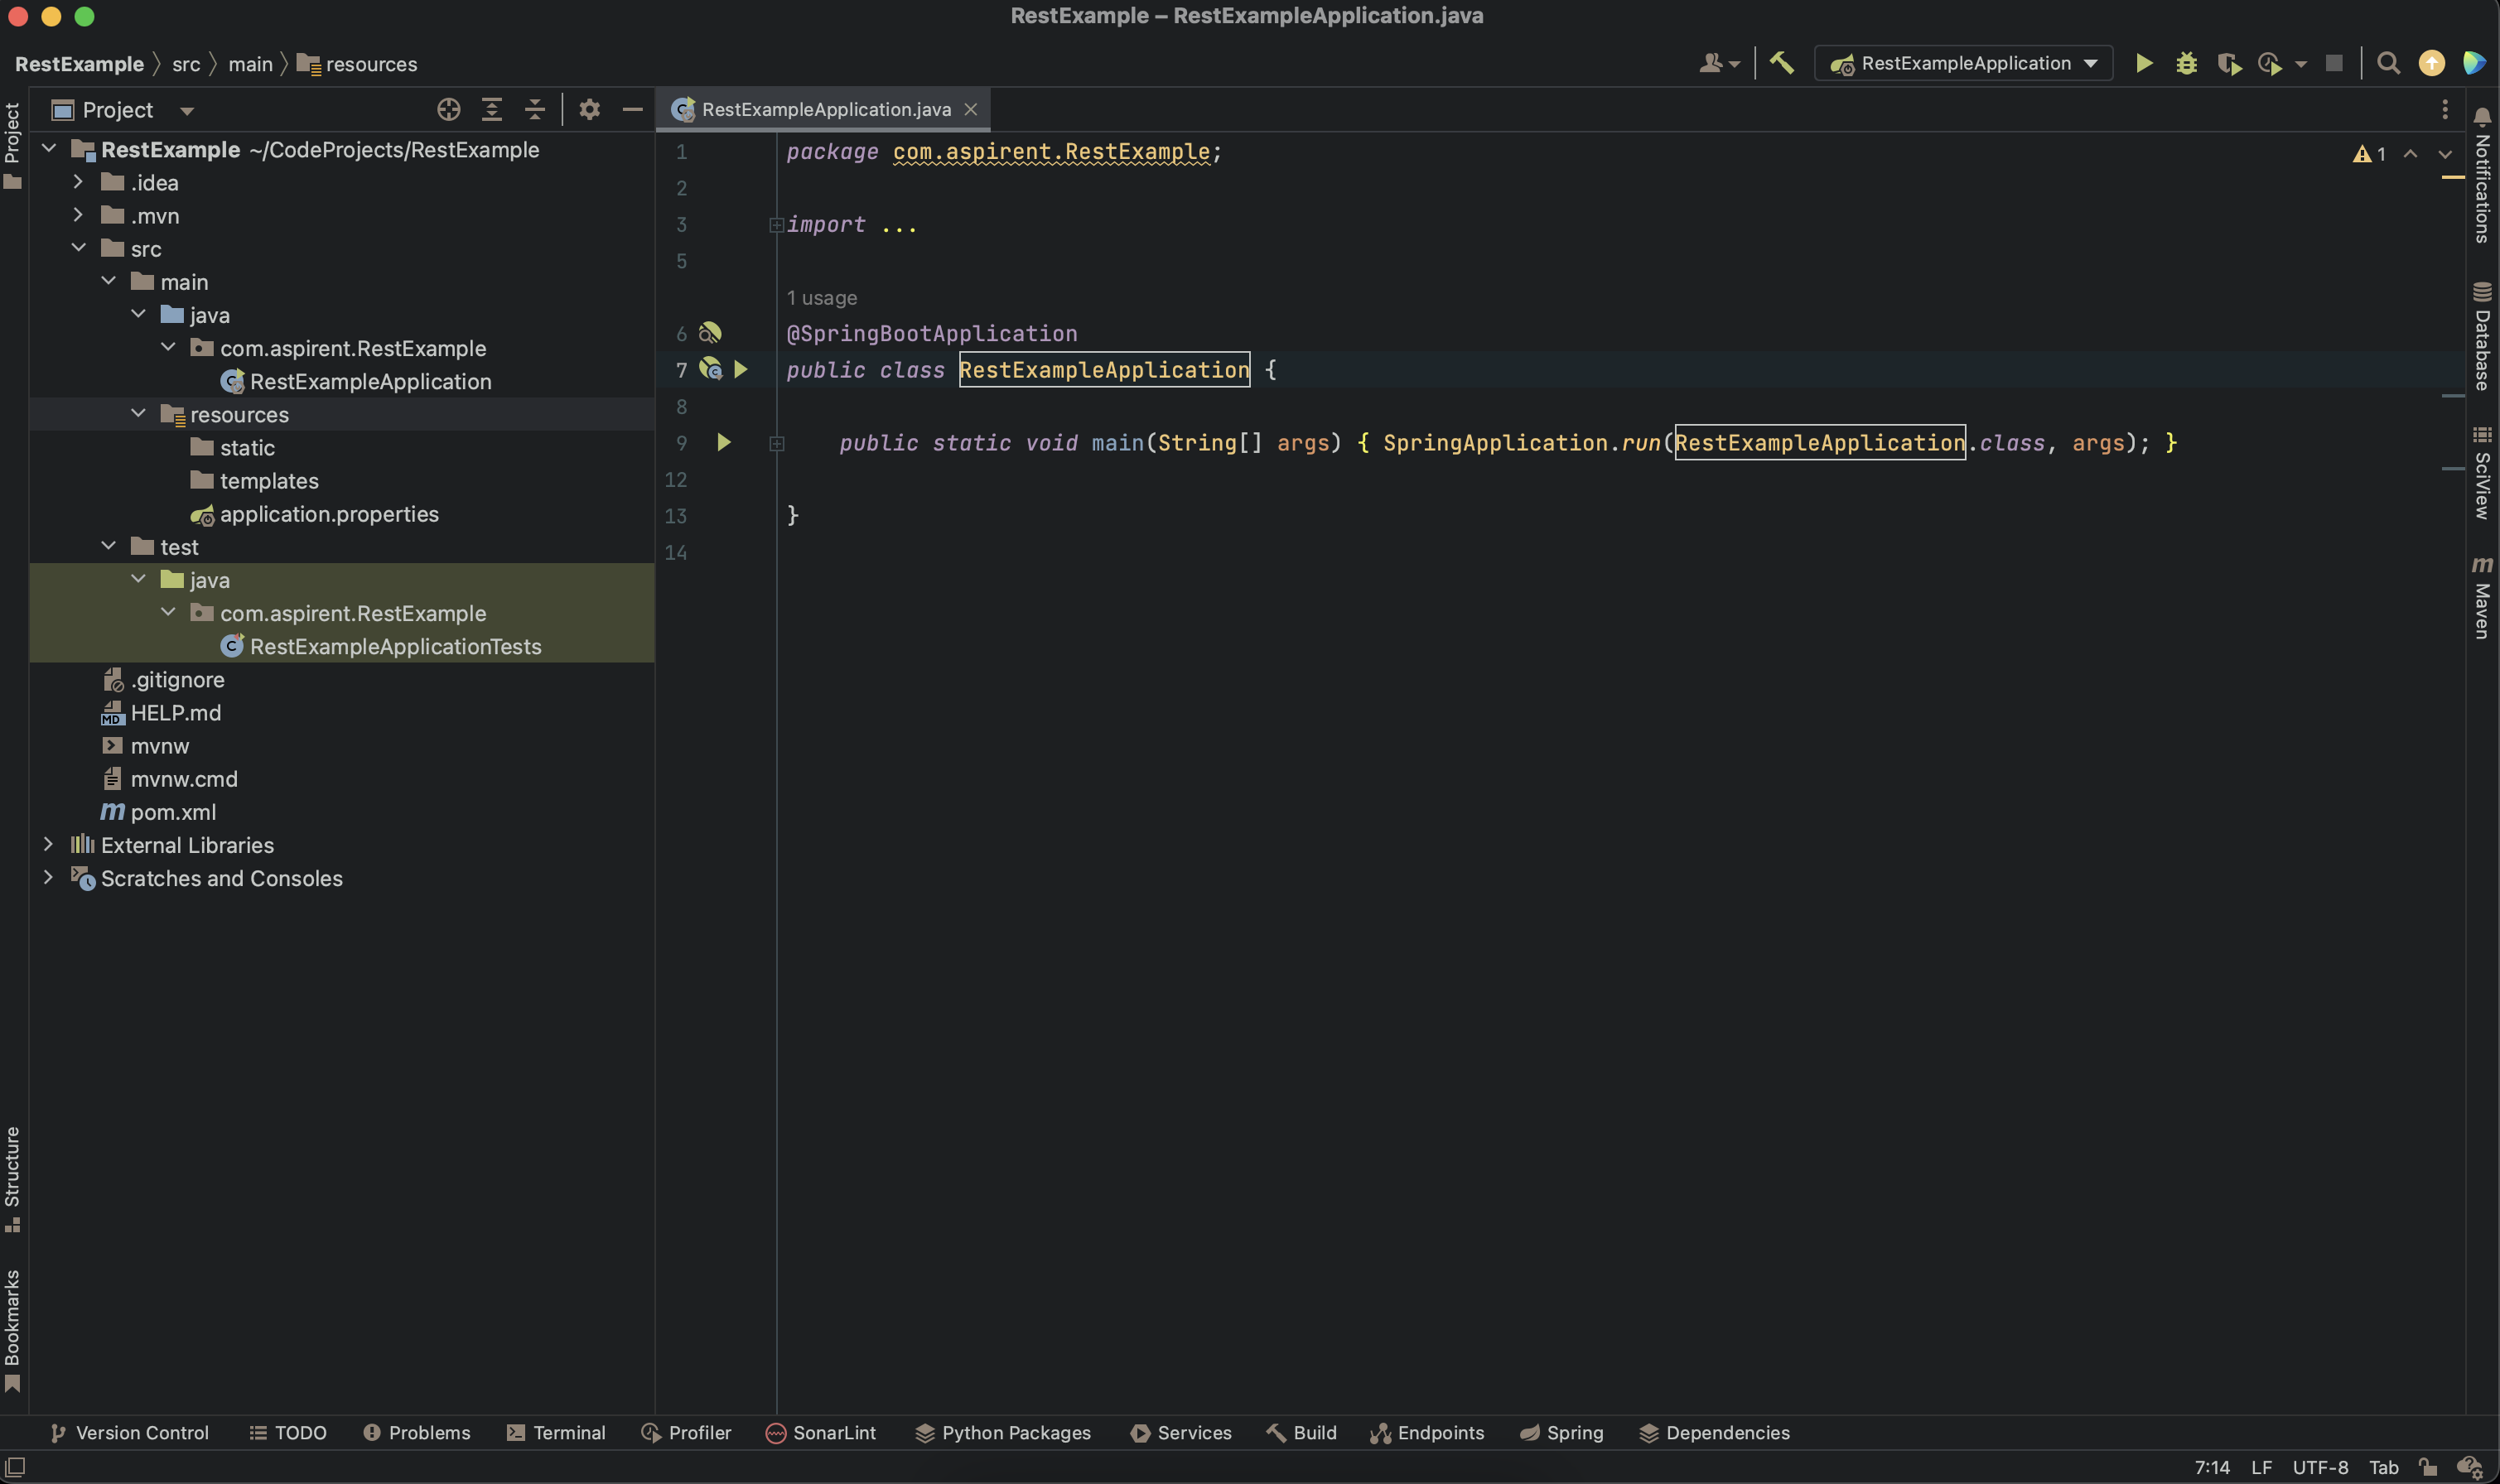 RestExample – RestExampleApplication.java
RestExample src main resources
RestExampleApplication
Project
Project
RestExample ~/CodeProjects/RestExample
.idea
.mvn
src
main
java
com.aspirent.RestExample
RestExampleApplication
resources
static
templates
application.properties
test
java
com.aspirent.RestExample
RestExampleApplicationTests
.gitignore
MD HELP.md
mvnw
mvnw.cmd
m pom.xml
External Libraries
Scratches and Consoles
Structure
Bookmarks
RestExampleApplication.java
1 package com.aspirent.RestExample;
2
3 import ...
5
1 usage
6 @SpringBootApplication
7 public class RestExampleApplication {
8
9 public static void main(String[] args) { SpringApplication.run(RestExampleApplication.class, args); }
12
13 }
14
1
Notifications
Database
SciView
m Maven
Version Control TODO Problems Terminal Profiler SonarLint Python Packages Services Build Endpoints Spring Dependencies
7:14 LF UTF-8 Tab